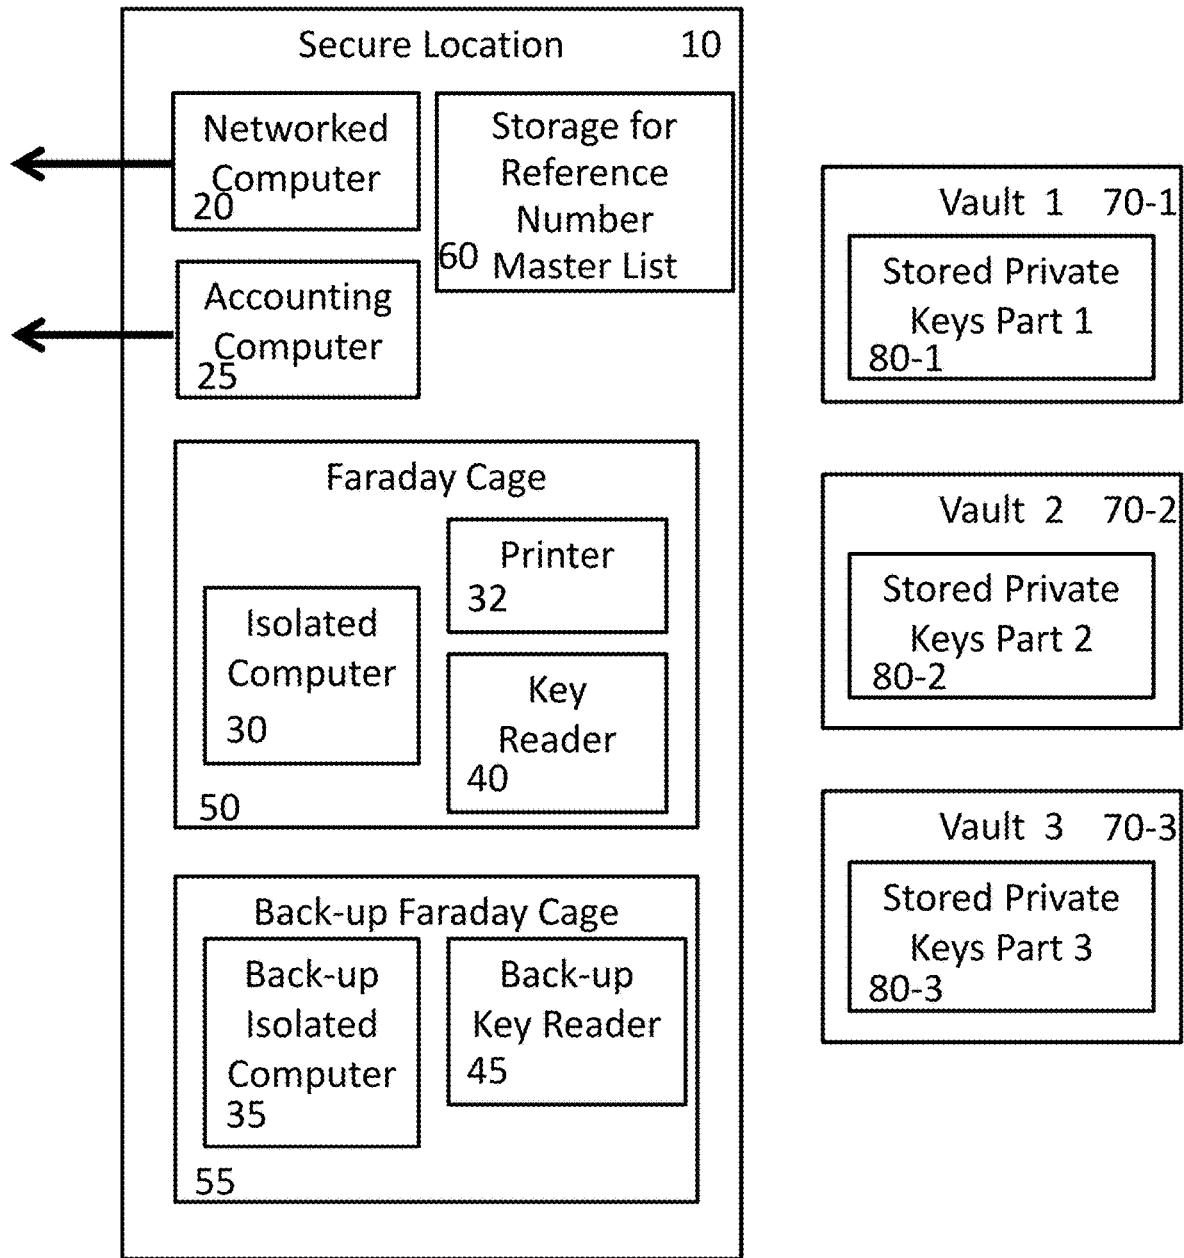 Secure Location 10
Networked
Computer
20
Storage for
Reference
Number
Master List
60
Accounting
Computer
25
Faraday Cage
Printer
32
Isolated
Computer
30
Key
Reader
40
50
Back-up Faraday Cage
Back-up
Isolated
Computer
35
Back-up
Key Reader
45
55
Vault 1 70-1
Stored Private
Keys Part 1
80-1
Vault 2 70-2
Stored Private
Keys Part 2
80-2
Vault 3 70-3
Stored Private
Keys Part 3
80-3